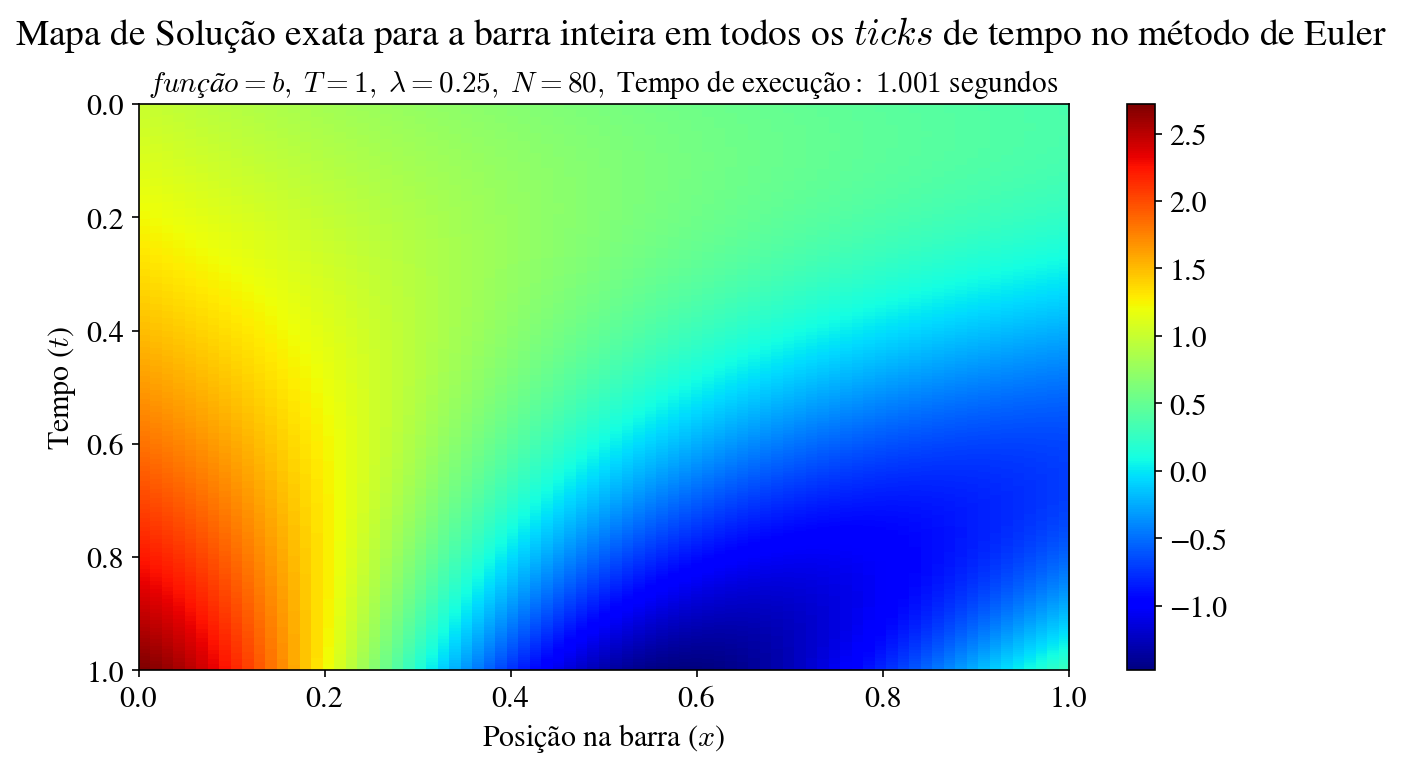 Mapa de Solução exata para a barra inteira em todos os ticks de tempo no método de Euler
função = b, T = 1, λ = 0.25, N = 80, Tempo de execução: 1.001 segundos
0.0
0.2
0.4
0.6
0.8
1.0
Tempo (t)
0.0 0.2 0.4 0.6 0.8 1.0
Posição na barra (x)
2.5
2.0
1.5
1.0
0.5
0.0
−0.5
−1.0